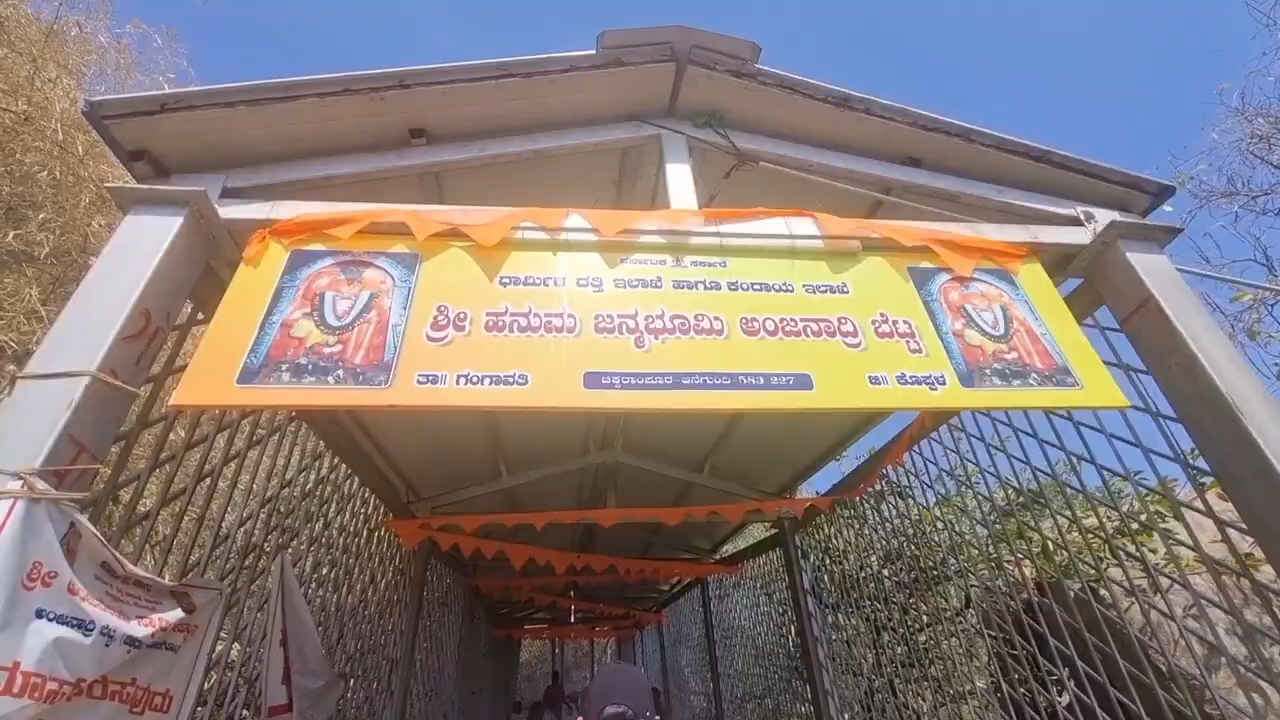 ಕರ್ನಾಟಕ ಸರ್ಕಾರ
ಧಾರ್ಮಿಕ ದತ್ತಿ ಇಲಾಖೆ ಹಾಗೂ ಕಂದಾಯ ಇಲಾಖೆ
ಶ್ರೀ ಹನುಮ ಜನ್ಮಭೂಮಿ ಅಂಜನಾದ್ರಿ ಬೆಟ್ಟ
ತಾ|| ಗಂಗಾವತಿ
ಚಿಕ್ಕರಾಂಪೂರ-ಆನೆಗುಂದಿ-583 227
ಜಿ|| ಕೊಪ್ಪಳ
ಶ್ರೀ
ಅಂಜನಾದ್ರಿ ಬೆಟ್ಟ